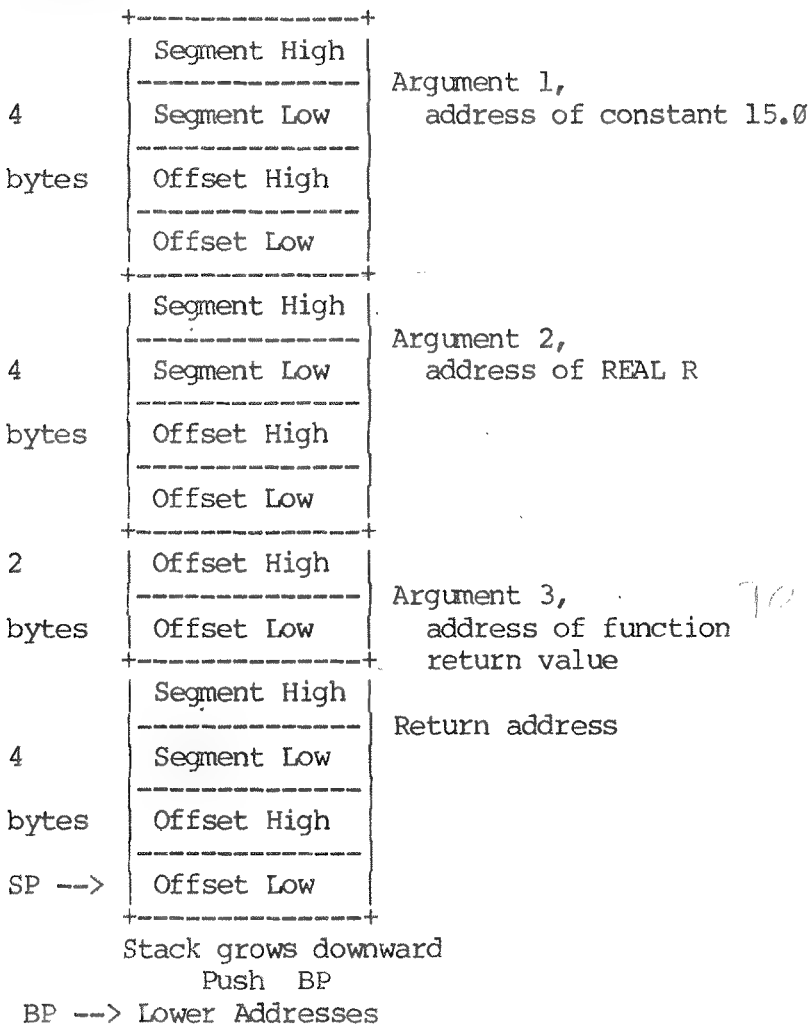 Segment High
Argument 1,
4 Segment Low address of constant 15.0
bytes Offset High
Offset Low
Segment High
Argument 2,
4 Segment Low address of REAL R
bytes Offset High
Offset Low
2 Offset High
Argument 3,
bytes Offset Low address of function
return value
Segment High
Return address
4 Segment Low
bytes Offset High
SP --> Offset Low
Stack grows downward
Push BP
BP --> Lower Addresses